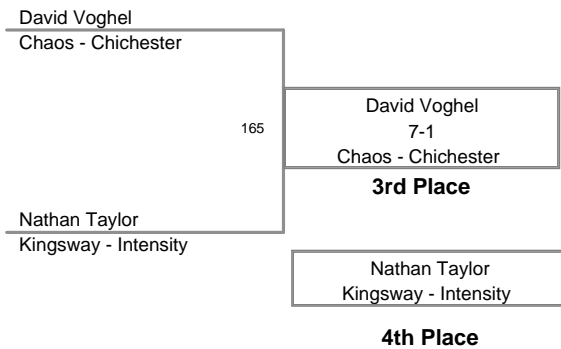 David Voghel
Chaos - Chichester
165
David Voghel
7-1
Chaos - Chichester
3rd Place
Nathan Taylor
Kingsway - Intensity
Nathan Taylor
Kingsway - Intensity
4th Place